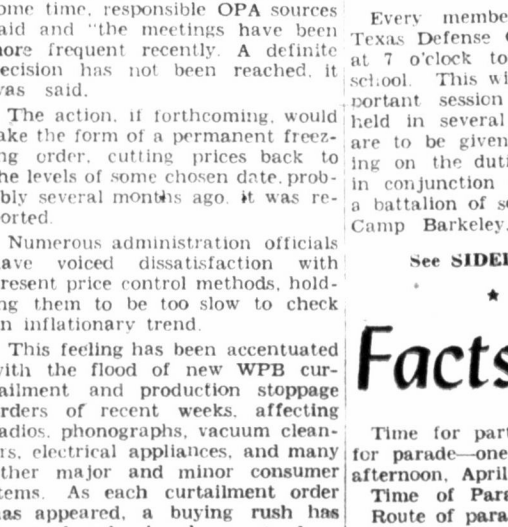 ome time, responsible OPA sources
aid and "the meetings have been
ore frequent recently. A definite
ecision has not been reached, it
as said.
The action, if forthcoming, would
ake the form of a permanent freez-
ng order, cutting prices back to
he levels of some chosen date, prob-
bly several months ago, it was re-
orted.
Numerous administration officials
ave voiced dissatisfaction with
resent price control methods, hold-
ng them to be too slow to check
n inflationary trend.
This feeling has been accentuated
ith the flood of new WPB cur-
ailment and production stoppage
rders of recent weeks, affecting
adios, phonographs, vacuum clean-
rs, electrical appliances, and many
ther major and minor consumer
tems. As each curtailment order
as appeared, a buying rush has
Every membe
Texas Defense
at 7 o'clock to
school. This wi
portant session
held in several
are to be given
ing on the duti
in conjunction
a battalion of s
Camp Barkeley.
See SIDE
★
Facts
Time for par
for parade—one
afternoon, April
Time of Para
Route of para